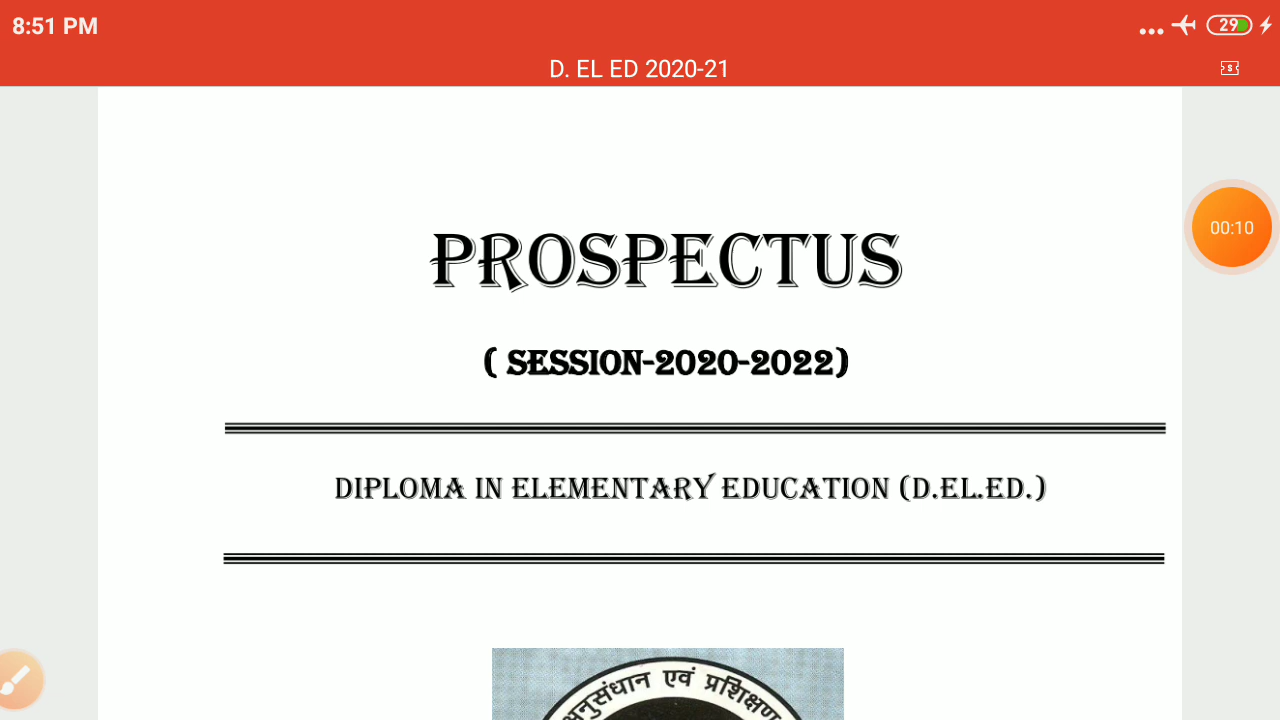 8:51 PM
29
D. EL ED 2020-21
PROSPECTUS
00:10
( SESSION-2020-2022)
DIPLOMA IN ELEMENTARY EDUCATION (D.EL.ED.)
अनुसंधान एवं प्रशिक्षण